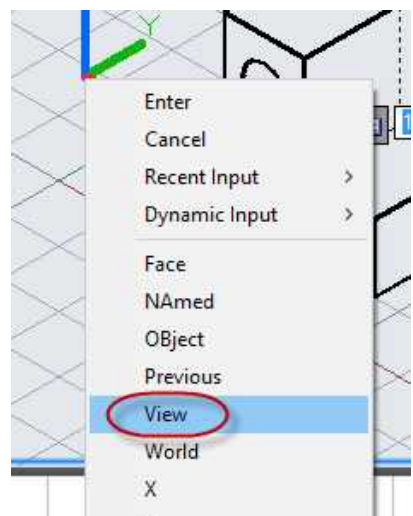 Y
Enter
Cancel
Recent Input >
Dynamic Input >
Face
NAmed
OBject
Previous
View
World
X